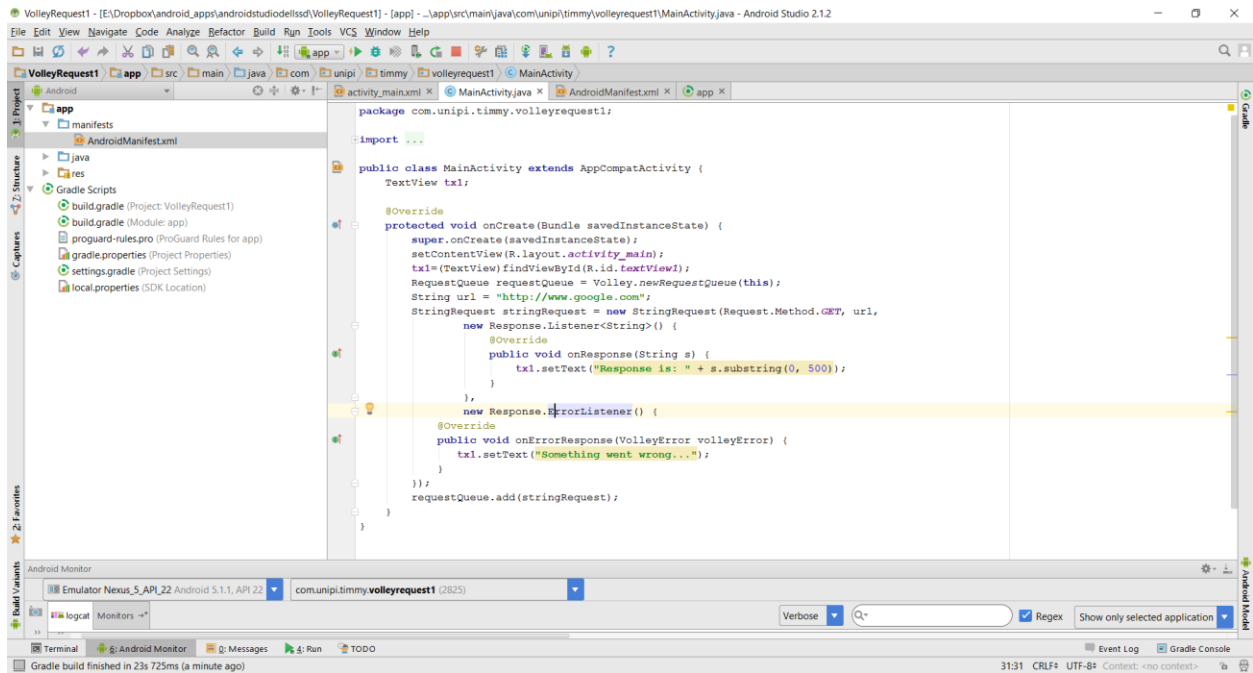 VolleyRequest1 - [E:\Dropbox\android_apps\androidstudiodellssd\VolleyRequest1] - [app] - ...\app\src\main\java\com\unipi\timmy\volleyrequest1\MainActivity.java - Android Studio 2.1.2
File Edit View Navigate Code Analyze Refactor Build Run Tools VCS Window Help
app
VolleyRequest1 app src main java com unipi timmy volleyrequest1 MainActivity
Android activity_main.xml MainActivity.java AndroidManifest.xml app
1: Project
Z: Structure
Captures
2: Favorites
Build Variants
app
manifests
AndroidManifest.xml
java
res
Gradle Scripts
build.gradle (Project: VolleyRequest1)
build.gradle (Module: app)
proguard-rules.pro (ProGuard Rules for app)
gradle.properties (Project Properties)
settings.gradle (Project Settings)
local.properties (SDK Location)
package com.unipi.timmy.volleyrequest1;
import ...
public class MainActivity extends AppCompatActivity {
TextView tx1;
@Override
protected void onCreate(Bundle savedInstanceState) {
super.onCreate(savedInstanceState);
setContentView(R.layout.activity_main);
tx1=(TextView)findViewById(R.id.textView1);
RequestQueue requestQueue = Volley.newRequestQueue(this);
String url = "http://www.google.com";
StringRequest stringRequest = new StringRequest(Request.Method.GET, url,
new Response.Listener<String>() {
@Override
public void onResponse(String s) {
tx1.setText("Response is: " + s.substring(0, 500));
}
},
new Response.ErrorListener() {
@Override
public void onErrorResponse(VolleyError volleyError) {
tx1.setText("Something went wrong...");
}
});
requestQueue.add(stringRequest);
}
}
Gradle
Android Model
Android Monitor
Emulator Nexus_5_API_22 Android 5.1.1, API 22 com.unipi.timmy.volleyrequest1 (2825)
logcat Monitors Verbose Regex Show only selected application
Terminal 6: Android Monitor 0: Messages 4: Run TODO Event Log Gradle Console
Gradle build finished in 23s 725ms (a minute ago) 31:31 CRLF UTF-8 Context: <no context>